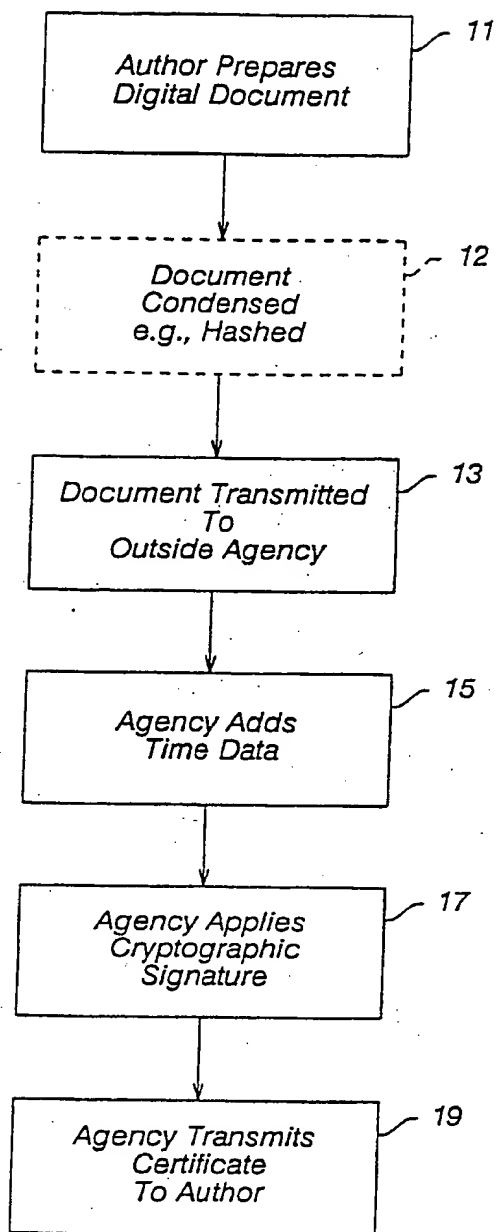 11
Author Prepares
Digital Document
12
Document
Condensed
e.g., Hashed
13
Document Transmitted
To
Outside Agency
15
Agency Adds
Time Data
17
Agency Applies
Cryptographic
Signature
19
Agency Transmits
Certificate
To Author